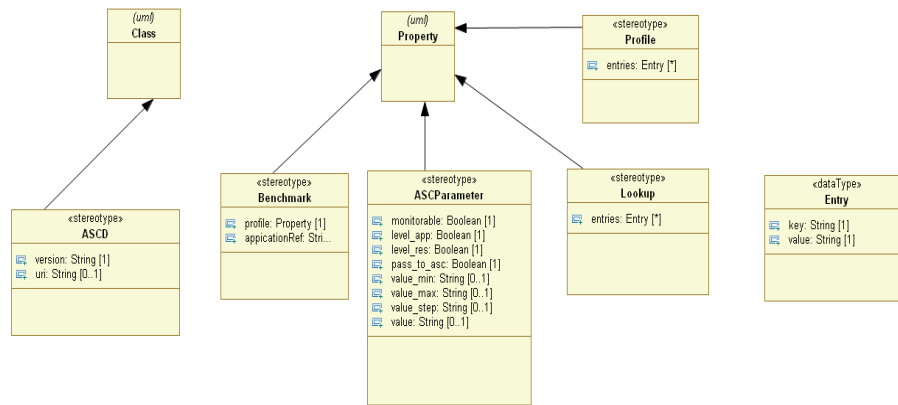 (uml)
Class
(uml)
Property
«stereotype»
Profile
entries: Entry [*]
«stereotype»
ASCD
version: String [1]
uri: String [0..1]
«stereotype»
Benchmark
profile: Property [1]
appicationRef: Stri...
«stereotype»
ASCParameter
monitorable: Boolean [1]
level_app: Boolean [1]
level_res: Boolean [1]
pass_to_asc: Boolean [1]
value_min: String [0..1]
value_max: String [0..1]
value_step: String [0..1]
value: String [0..1]
«stereotype»
Lookup
entries: Entry [*]
«dataType»
Entry
key: String [1]
value: String [1]